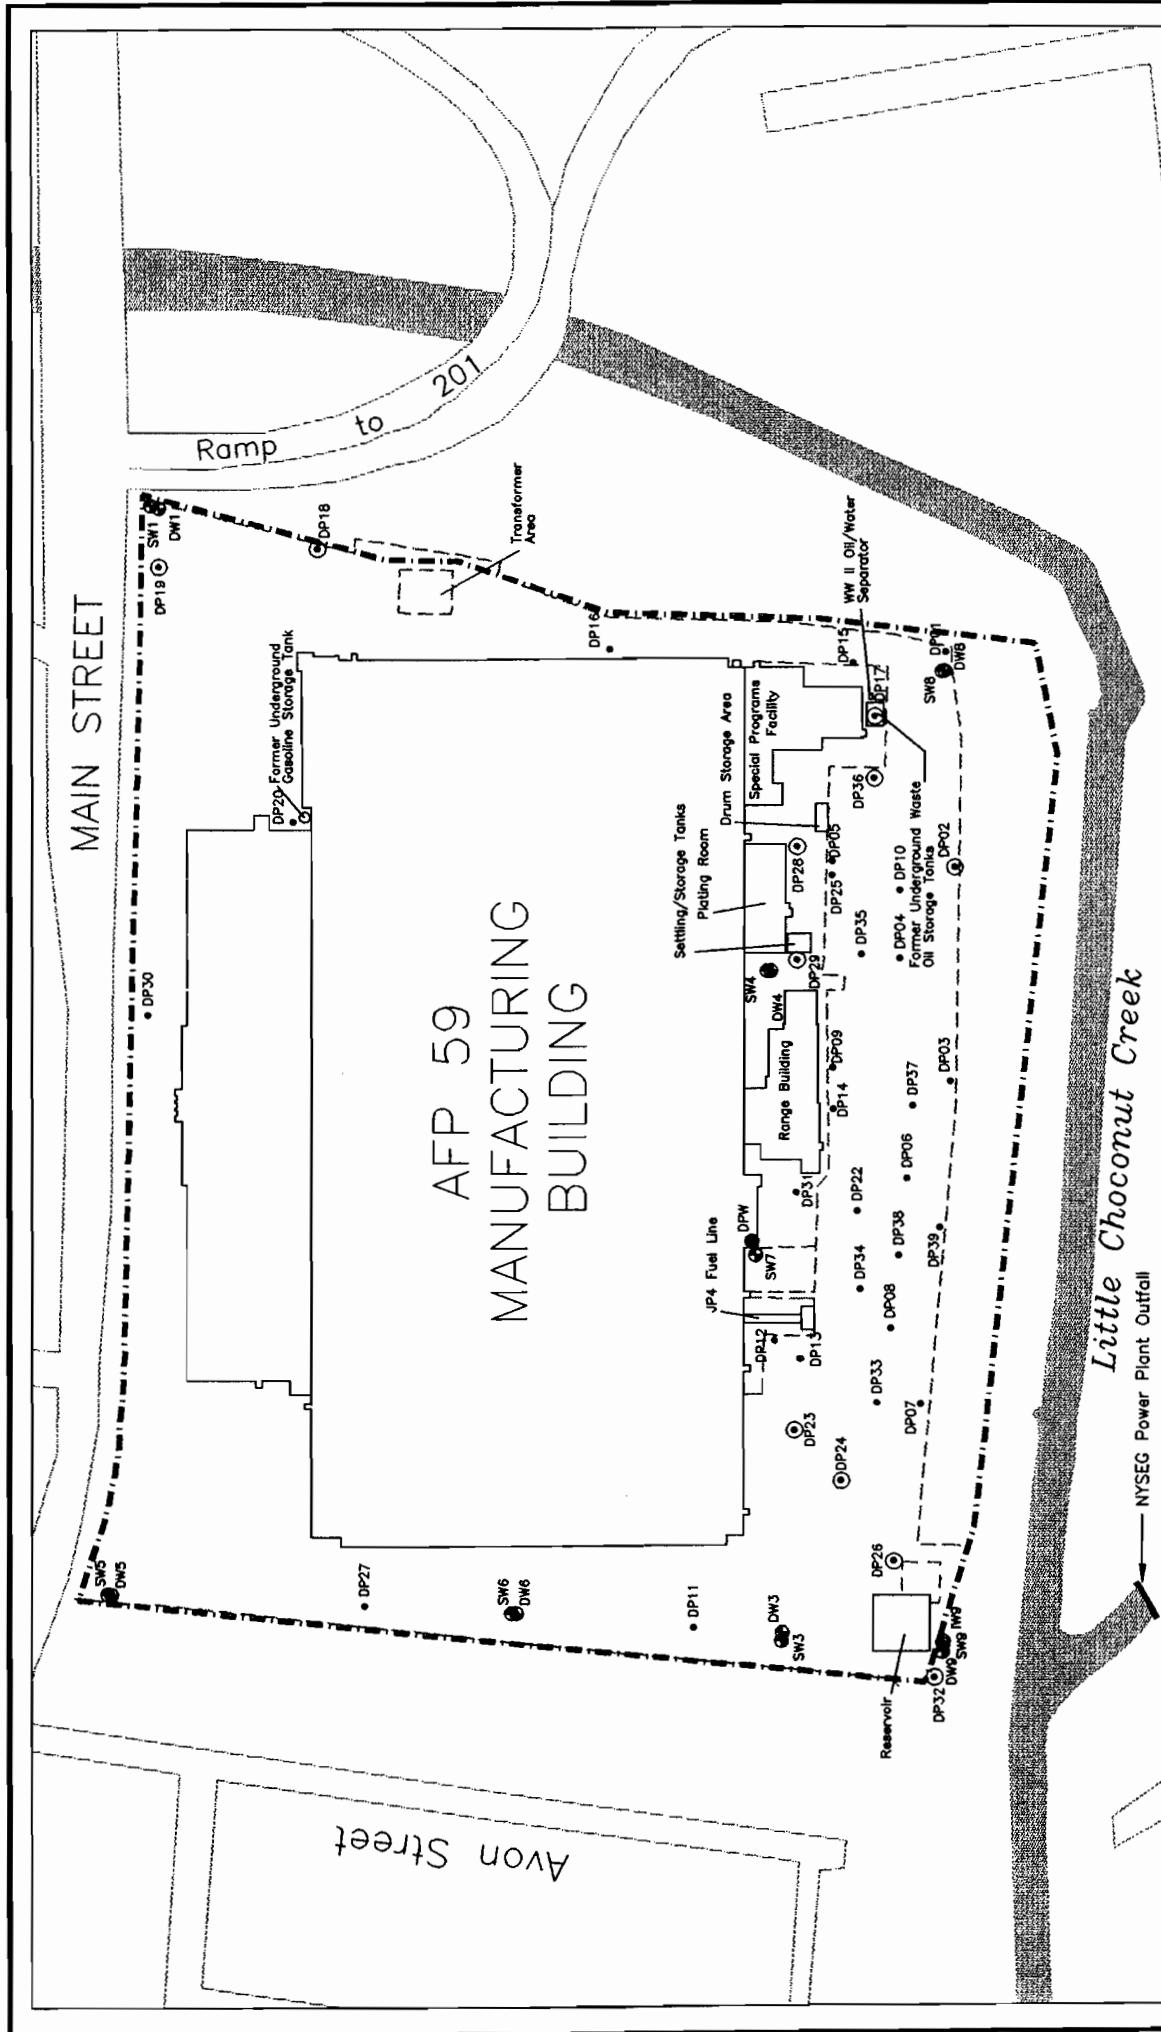 MAIN STREET
Ramp to 201
SW1
DW1
DP19
DP18
Transformer
Area
DP20
Former Underground
Gasoline Storage Tank
DP30
SW5
DW5
DP27
SW6
DW6
DP11
DW3
SW3
AFP 59
MANUFACTURING
BUILDING
DP16
DP15
WW II Oil/Water
Separator
DP17
DP01
DW8
SW8
Special Programs
Facility
Drum Storage Area
DP36
Settling/Storage Tanks
Plating Room
DP28
DP05
DP25
DP02
DP10
Former Underground Waste
Oil Storage Tanks
DP04
DP35
DP29
SW4
DW4
Range Building
DP09
DP14
DP03
DP37
DP06
DP31
DP22
DPW
SW7
DP38
DP39
DP34
JP4 Fuel Line
DP08
DP12
DP13
DP33
DP07
DP23
DP24
DP26
Reservoir
IW9
SW9
DW9
DP32
Little Choconut Creek
NYSEG Power Plant Outfall
Avon Street